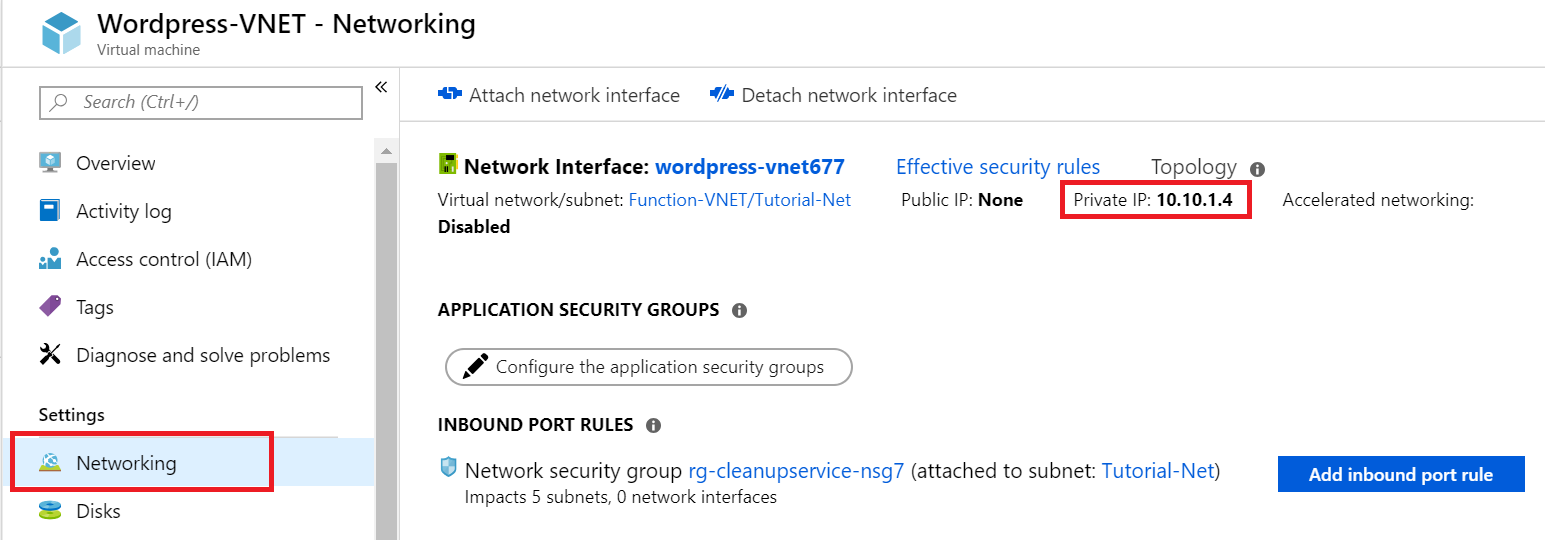 Wordpress-VNET - Networking
Virtual machine
Search (Ctrl+/)
«
Overview
Activity log
Access control (IAM)
Tags
Diagnose and solve problems
Settings
Networking
Disks
Attach network interface Detach network interface
Network Interface: wordpress-vnet677 Effective security rules Topology
Virtual network/subnet: Function-VNET/Tutorial-Net Public IP: None Private IP: 10.10.1.4 Accelerated networking:
Disabled
APPLICATION SECURITY GROUPS
Configure the application security groups
INBOUND PORT RULES
Network security group rg-cleanupservice-nsg7 (attached to subnet: Tutorial-Net)
Impacts 5 subnets, 0 network interfaces
Add inbound port rule